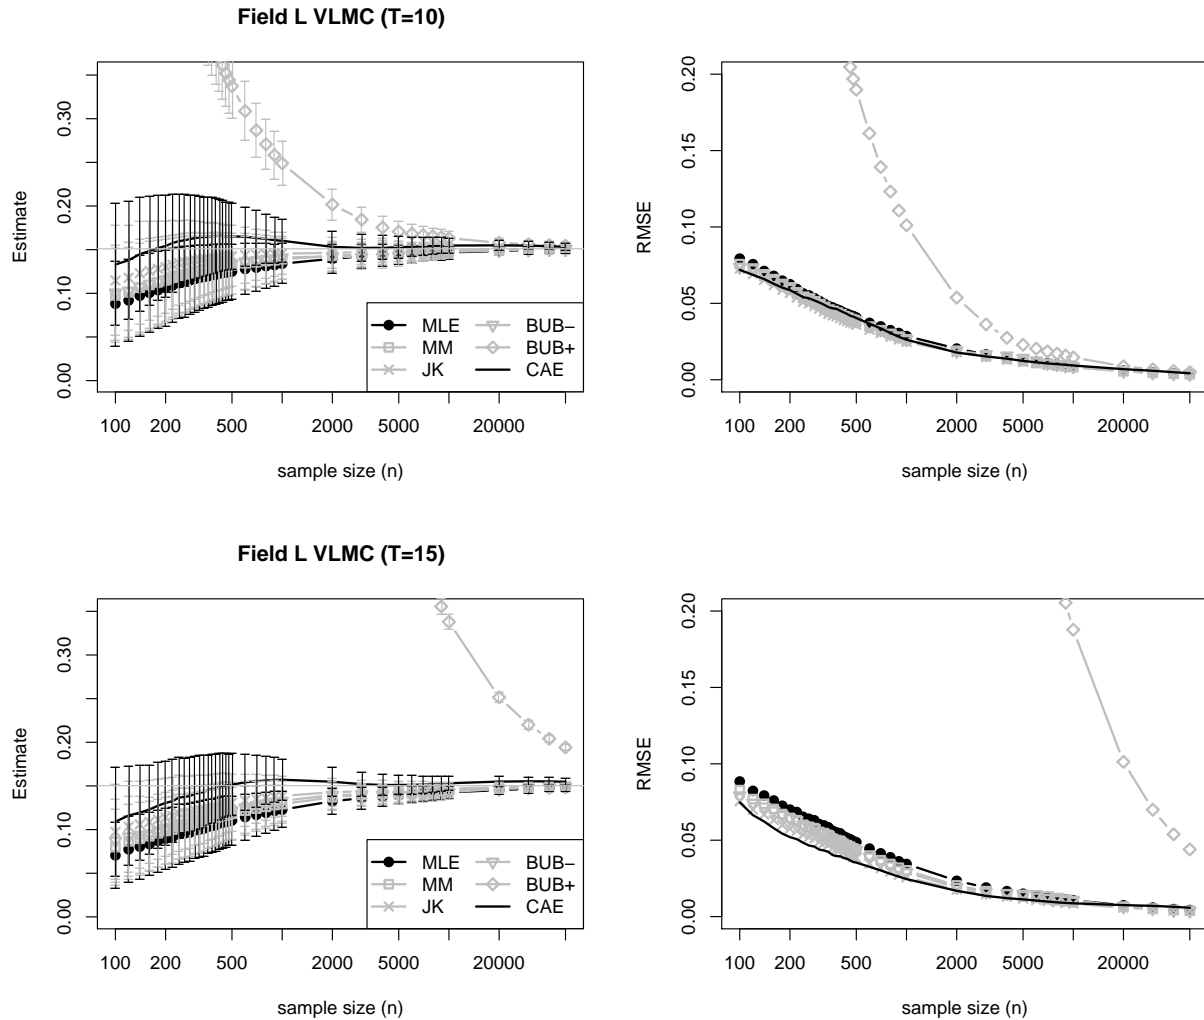 Field L VLMC (T=10)
Estimate
0.00 0.10 0.20 0.30
MLE BUB−
MM BUB+
JK CAE
100 200 500 2000 5000 20000
sample size (n)
RMSE
0.00 0.05 0.10 0.15 0.20
100 200 500 2000 5000 20000
sample size (n)
Field L VLMC (T=15)
Estimate
0.00 0.10 0.20 0.30
MLE BUB−
MM BUB+
JK CAE
100 200 500 2000 5000 20000
sample size (n)
RMSE
0.00 0.05 0.10 0.15 0.20
100 200 500 2000 5000 20000
sample size (n)